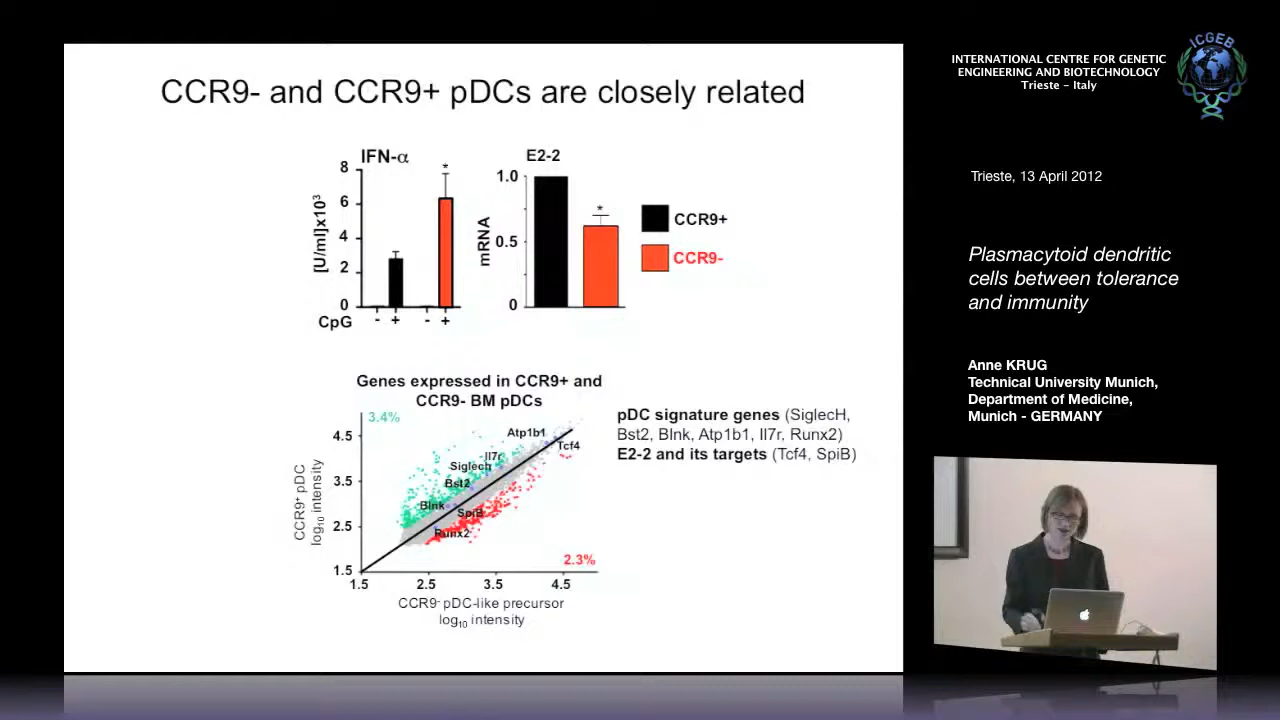 CCR9- and CCR9+ pDCs are closely related
IFN-α
[U/ml]x10³
8
6
4
2
0
*
CpG - + - +
E2-2
mRNA
1.0
0.5
0
*
CCR9+
CCR9-
Genes expressed in CCR9+ and
CCR9- BM pDCs
3.4%
CCR9⁺ pDC
log₁₀ intensity
4.5
3.5
2.5
1.5
Atp1b1
Tcf4
Il7r
Siglech
Bst2
Blnk
SpiB
Runx2
2.3%
1.5 2.5 3.5 4.5
CCR9⁻ pDC-like precursor
log₁₀ intensity
pDC signature genes (SiglecH,
Bst2, Blnk, Atp1b1, Il7r, Runx2)
E2-2 and its targets (Tcf4, SpiB)
INTERNATIONAL CENTRE FOR GENETIC
ENGINEERING AND BIOTECHNOLOGY
Trieste - Italy
ICGEB
Trieste, 13 April 2012
Plasmacytoid dendritic
cells between tolerance
and immunity
Anne KRUG
Technical University Munich,
Department of Medicine,
Munich - GERMANY